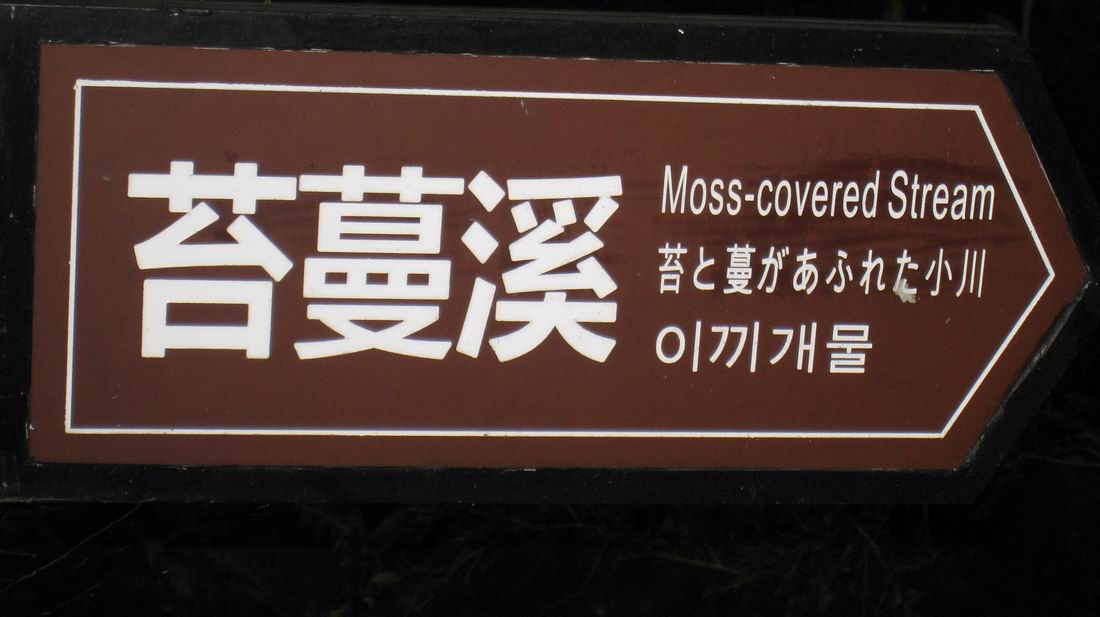 苔蔓溪
Moss-covered Stream
苔と蔓があふれた小川
이끼개물